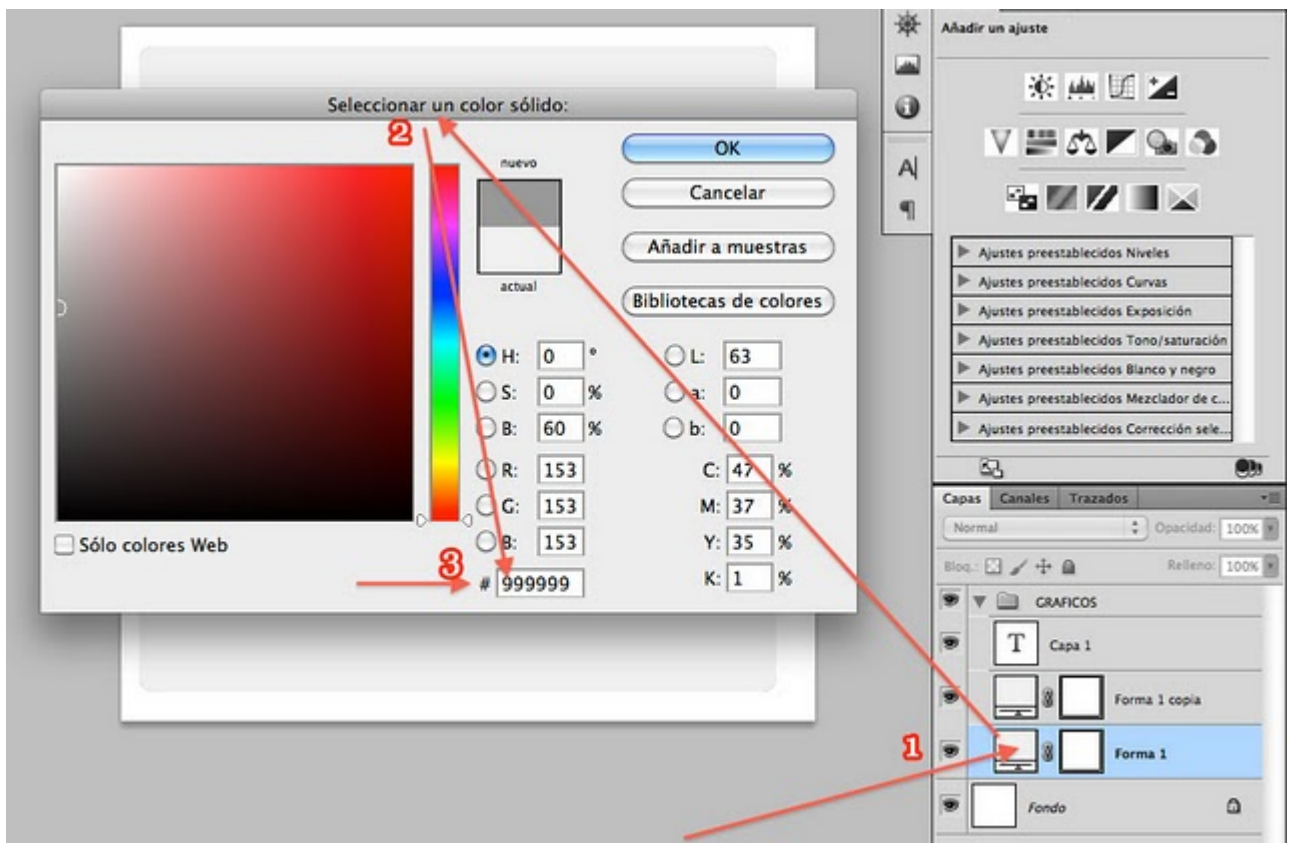 Añadir un ajuste
Seleccionar un color sólido:
2
nuevo
actual
OK
Cancelar
Añadir a muestras
Bibliotecas de colores
H: 0 °
S: 0 %
B: 60 %
R: 153
G: 153
B: 153
# 999999
L: 63
a: 0
b: 0
C: 47 %
M: 37 %
Y: 35 %
K: 1 %
Sólo colores Web
3
A
¶
Ajustes preestablecidos Niveles
Ajustes preestablecidos Curvas
Ajustes preestablecidos Exposición
Ajustes preestablecidos Tono/saturación
Ajustes preestablecidos Blanco y negro
Ajustes preestablecidos Mezclador de c...
Ajustes preestablecidos Corrección sele...
Capas Canales Trazados
Normal Opacidad: 100%
Bloq.: Relleno: 100%
GRAFICOS
T Capa 1
Forma 1 copia
1
Forma 1
Fondo